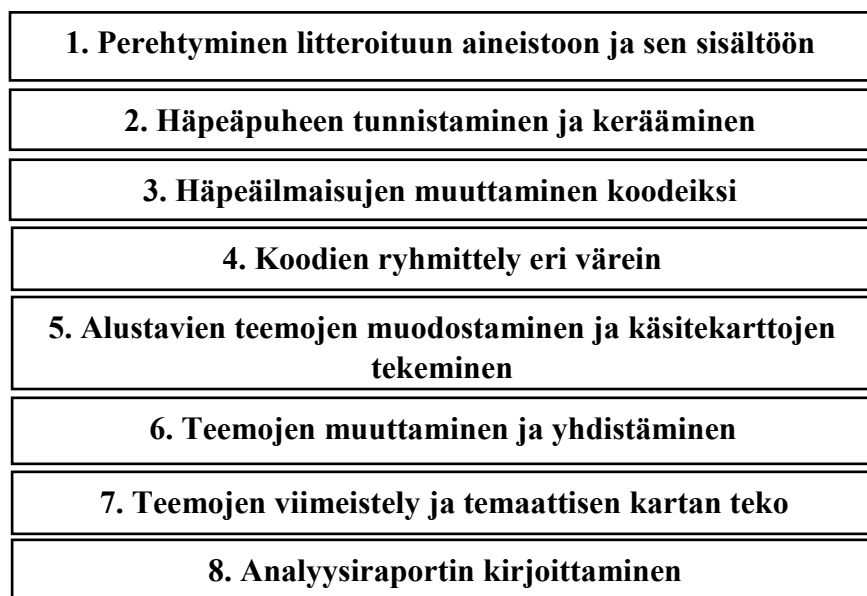 1. Perehtyminen litteroituun aineistoon ja sen sisältöön
2. Häpeäpuheen tunnistaminen ja kerääminen
3. Häpeäilmaisujen muuttaminen koodeiksi
4. Koodien ryhmittely eri värein
5. Alustavien teemojen muodostaminen ja käsitekarttojen
tekeminen
6. Teemojen muuttaminen ja yhdistäminen
7. Teemojen viimeistely ja temaattisen kartan teko
8. Analyysiraportin kirjoittaminen